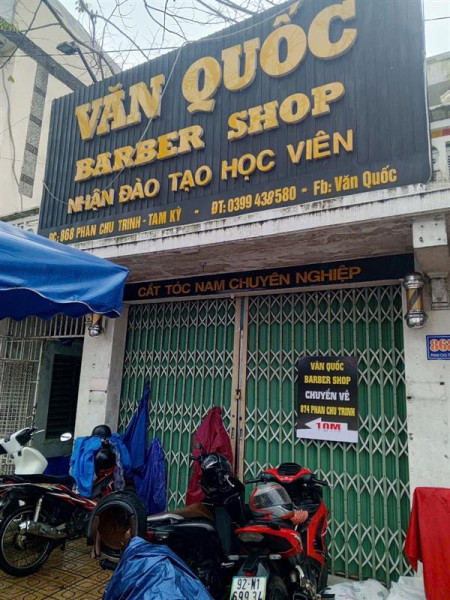 VĂN QUỐC
BARBER SHOP
NHẬN ĐÀO TẠO HỌC VIÊN
ĐC: 868 PHAN CHU TRINH - TAM KỲ - ĐT: 0399 438580 - Fb: Văn Quốc
CẮT TÓC NAM CHUYÊN NGHIỆP
868
VĂN QUỐC
BARBER SHOP
CHUYỂN VỀ
874 PHAN CHU TRINH
10M
92-N1